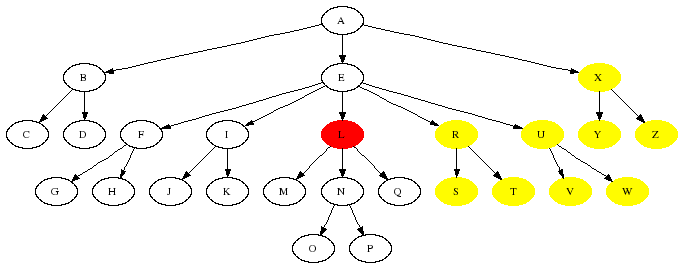 A
B E X
C D F I L R U Y Z
G H J K M N Q S T V W
O P